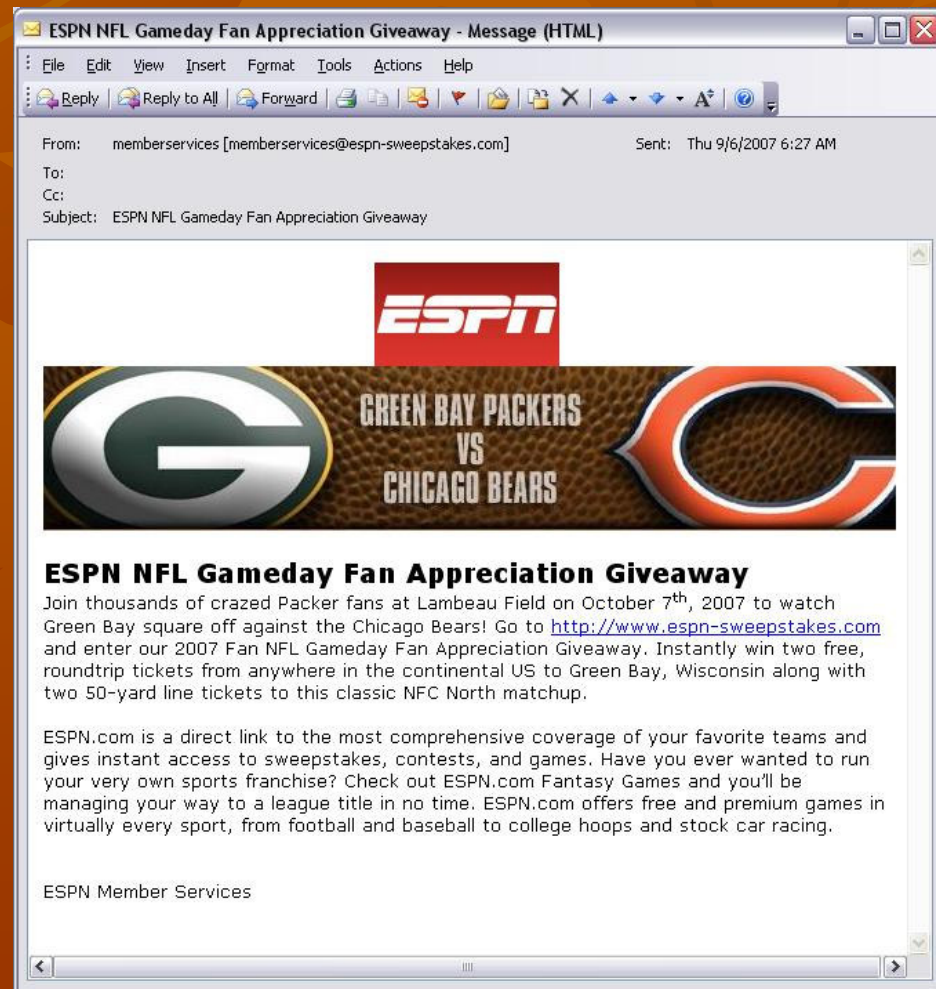 ESPN NFL Gameday Fan Appreciation Giveaway - Message (HTML)
File Edit View Insert Format Tools Actions Help
Reply Reply to All Forward A
From: memberservices [memberservices@espn-sweepstakes.com] Sent: Thu 9/6/2007 6:27 AM
To:
Cc:
Subject: ESPN NFL Gameday Fan Appreciation Giveaway
ESPN
G
GREEN BAY PACKERS
VS
CHICAGO BEARS
C
ESPN NFL Gameday Fan Appreciation Giveaway
Join thousands of crazed Packer fans at Lambeau Field on October 7th, 2007 to watch
Green Bay square off against the Chicago Bears! Go to http://www.espn-sweepstakes.com
and enter our 2007 Fan NFL Gameday Fan Appreciation Giveaway. Instantly win two free,
roundtrip tickets from anywhere in the continental US to Green Bay, Wisconsin along with
two 50-yard line tickets to this classic NFC North matchup.
ESPN.com is a direct link to the most comprehensive coverage of your favorite teams and
gives instant access to sweepstakes, contests, and games. Have you ever wanted to run
your very own sports franchise? Check out ESPN.com Fantasy Games and you'll be
managing your way to a league title in no time. ESPN.com offers free and premium games in
virtually every sport, from football and baseball to college hoops and stock car racing.
ESPN Member Services